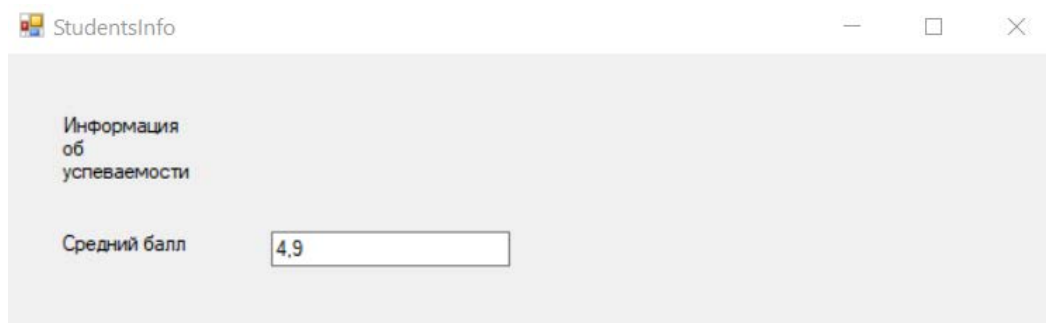 StudentsInfo
Информация
об
успеваемости
Средний балл 4,9